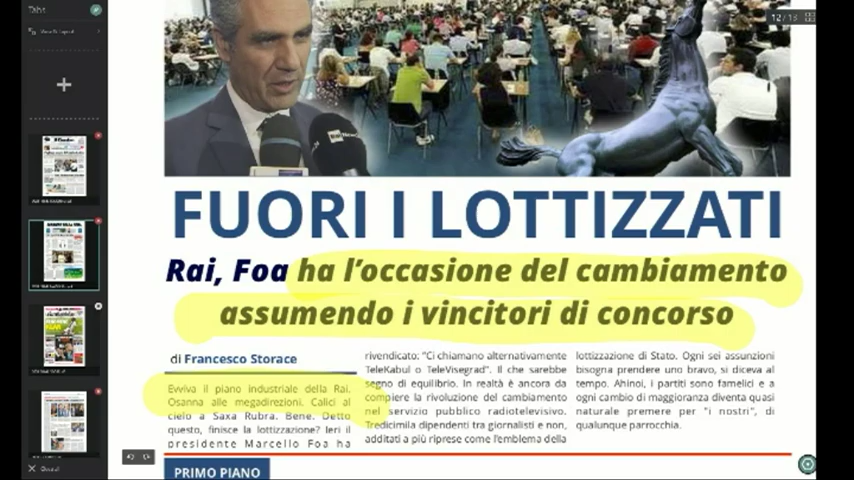 Tabs
12 / 13
FUORI I LOTTIZZATI
Rai, Foa ha l'occasione del cambiamento
assumendo i vincitori di concorso
di Francesco Storace
Evviva il piano industriale della Rai.
Osanna alle megadirezioni. Calici al
cielo a Saxa Rubra. Bene. Detto
questo, finisce la lottizzazione? Ieri il
presidente Marcello Foa ha
rivendicato: "Ci chiamano alternativamente
TeleKabul o TeleVisegrad". Il che sarebbe
segno di equilibrio. In realtà è ancora da
compiere la rivoluzione del cambiamento
nel servizio pubblico radiotelevisivo.
Tredicimila dipendenti tra giornalisti e non,
additati a più riprese come l'emblema della
lottizzazione di Stato. Ogni sei assunzioni
bisogna prendere uno bravo, si diceva al
tempo. Ahinoi, i partiti sono famelici e a
ogni cambio di maggioranza diventa quasi
naturale premere per "i nostri", di
qualunque parrocchia.
PRIMO PIANO
Close all